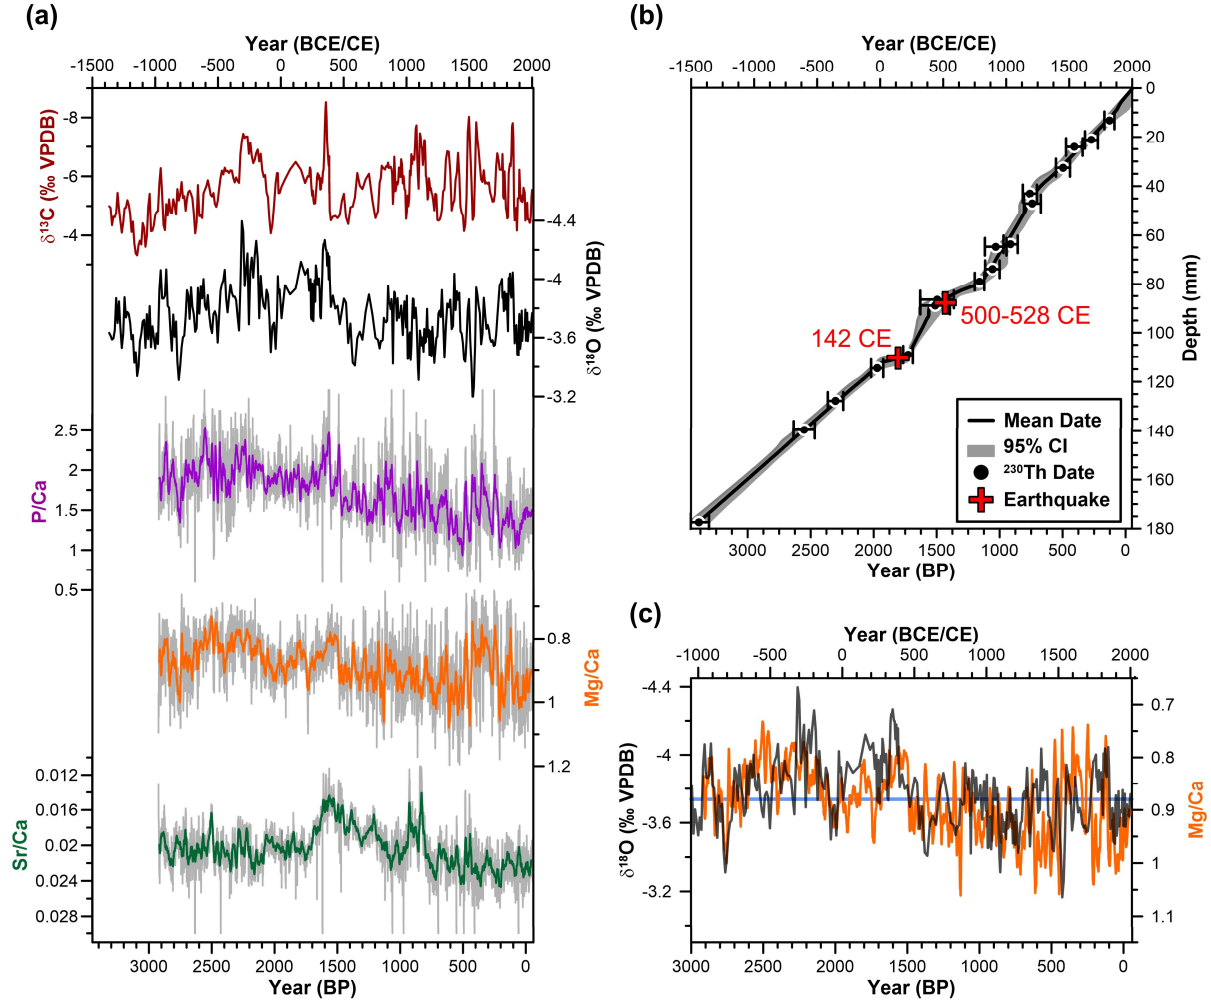 (a)
Year (BCE/CE)
-1500 -1000 -500 0 500 1000 1500 2000
δ13C (‰ VPDB)
-8
-6
-4
δ18O (‰ VPDB)
-4.4
-4
-3.6
-3.2
P/Ca
2.5
2
1.5
1
0.5
Mg/Ca
0.8
1
1.2
Sr/Ca
0.012
0.016
0.02
0.024
0.028
3000 2500 2000 1500 1000 500 0
Year (BP)
(b)
Year (BCE/CE)
-1500 -1000 -500 0 500 1000 1500 2000
0
20
40
60
80
100
120
140
160
180
Depth (mm)
500-528 CE
142 CE
Mean Date
95% CI
230Th Date
Earthquake
3000 2500 2000 1500 1000 500 0
Year (BP)
(c)
Year (BCE/CE)
-1000 -500 0 500 1000 1500 2000
δ18O (‰ VPDB)
-4.4
-4
-3.6
-3.2
Mg/Ca
0.7
0.8
0.9
1
1.1
3000 2500 2000 1500 1000 500 0
Year (BP)